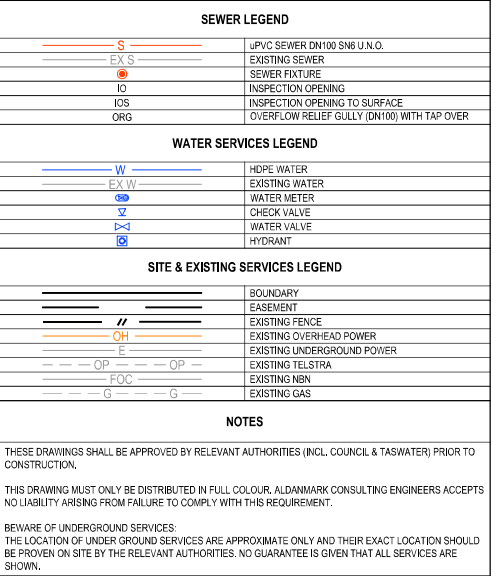 SEWER LEGEND
S uPVC SEWER DN100 SN6 U.N.O.
EX S EXISTING SEWER
SEWER FIXTURE
IO INSPECTION OPENING
IOS INSPECTION OPENING TO SURFACE
ORG OVERFLOW RELIEF GULLY (DN100) WITH TAP OVER
WATER SERVICES LEGEND
W HDPE WATER
EX W EXISTING WATER
WATER METER
CHECK VALVE
WATER VALVE
HYDRANT
SITE & EXISTING SERVICES LEGEND
BOUNDARY
EASEMENT
// EXISTING FENCE
OH EXISTING OVERHEAD POWER
E EXISTING UNDERGROUND POWER
OP OP EXISTING TELSTRA
FOC EXISTING NBN
G G EXISTING GAS
NOTES
THESE DRAWINGS SHALL BE APPROVED BY RELEVANT AUTHORITIES (INCL. COUNCIL & TASWATER) PRIOR TO
CONSTRUCTION.
THIS DRAWING MUST ONLY BE DISTRIBUTED IN FULL COLOUR. ALDANMARK CONSULTING ENGINEERS ACCEPTS
NO LIABILITY ARISING FROM FAILURE TO COMPLY WITH THIS REQUIREMENT.
BEWARE OF UNDERGROUND SERVICES:
THE LOCATION OF UNDER GROUND SERVICES ARE APPROXIMATE ONLY AND THEIR EXACT LOCATION SHOULD
BE PROVEN ON SITE BY THE RELEVANT AUTHORITIES. NO GUARANTEE IS GIVEN THAT ALL SERVICES ARE
SHOWN.